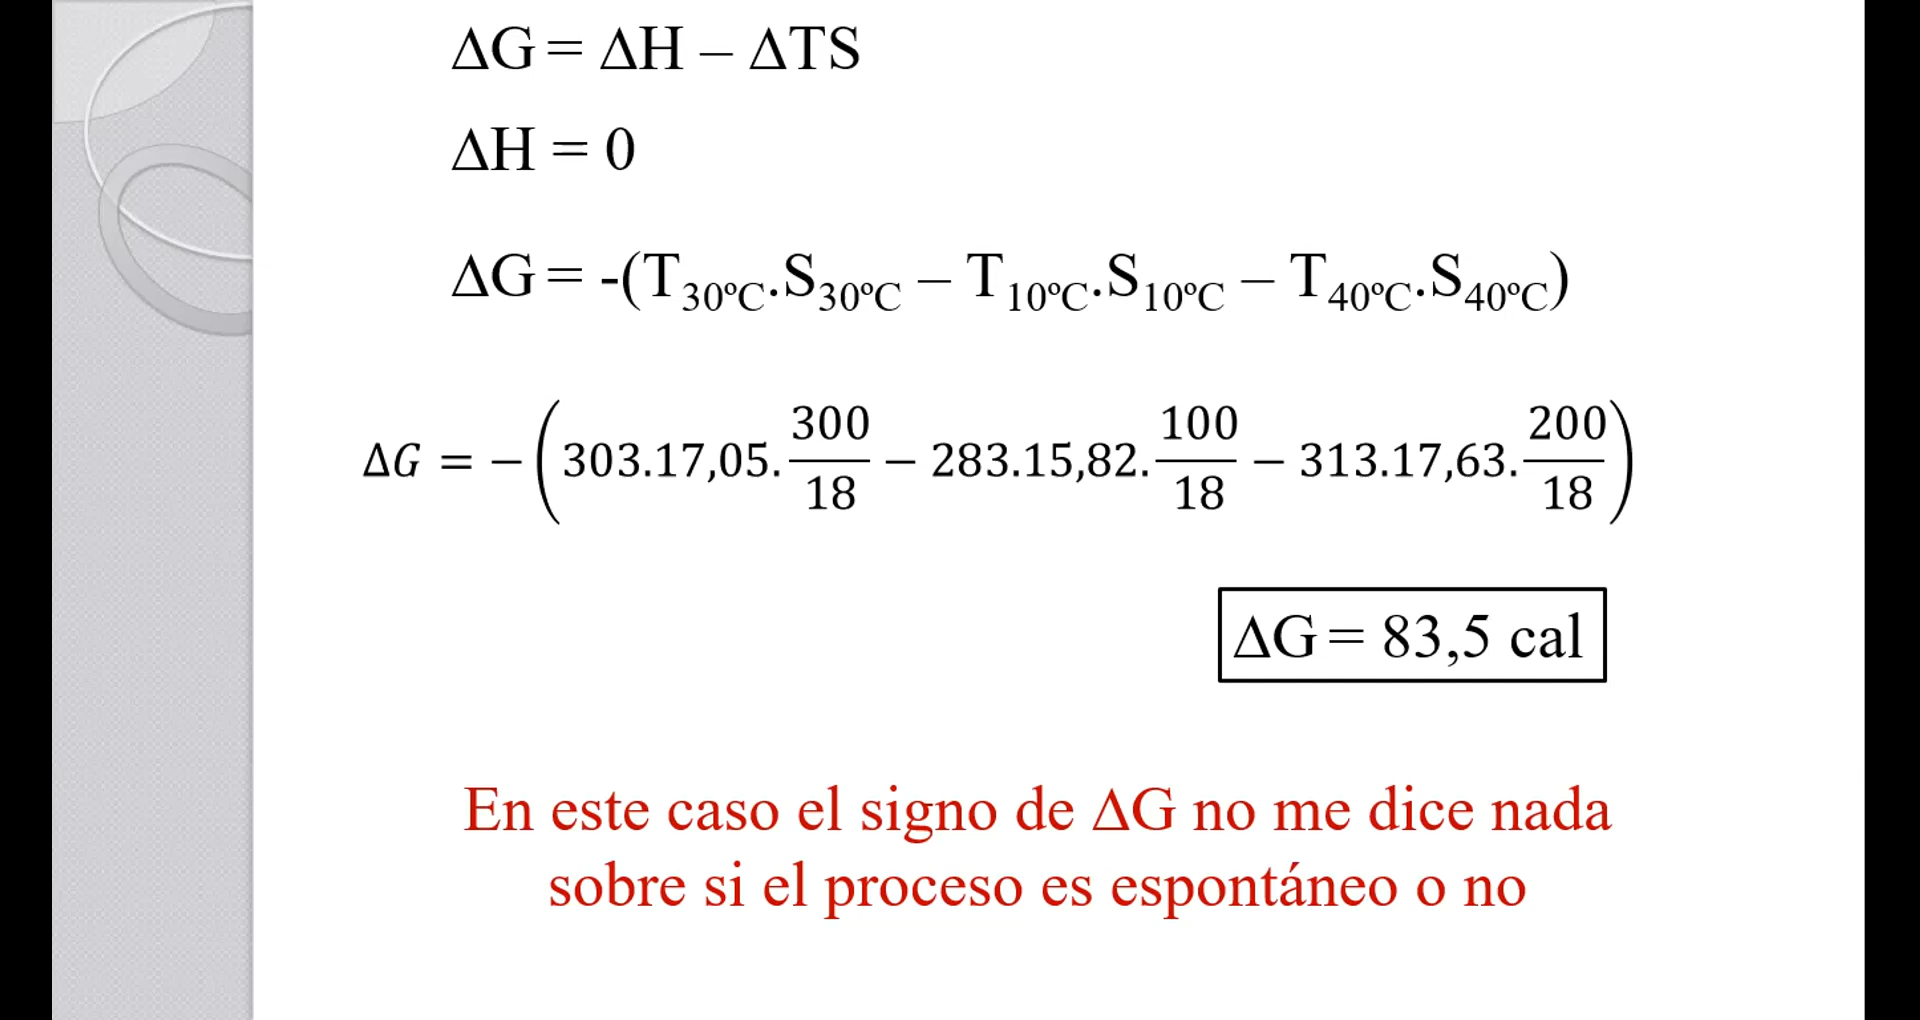 ΔG = ΔH – ΔTS
ΔH = 0
ΔG = -(T₃₀ºC.S₃₀ºC – T₁₀ºC.S₁₀ºC – T₄₀ºC.S₄₀ºC)
ΔG = −(303.17,05.300/18 − 283.15,82.100/18 − 313.17,63.200/18)
ΔG = 83,5 cal
En este caso el signo de ΔG no me dice nada
sobre si el proceso es espontáneo o no